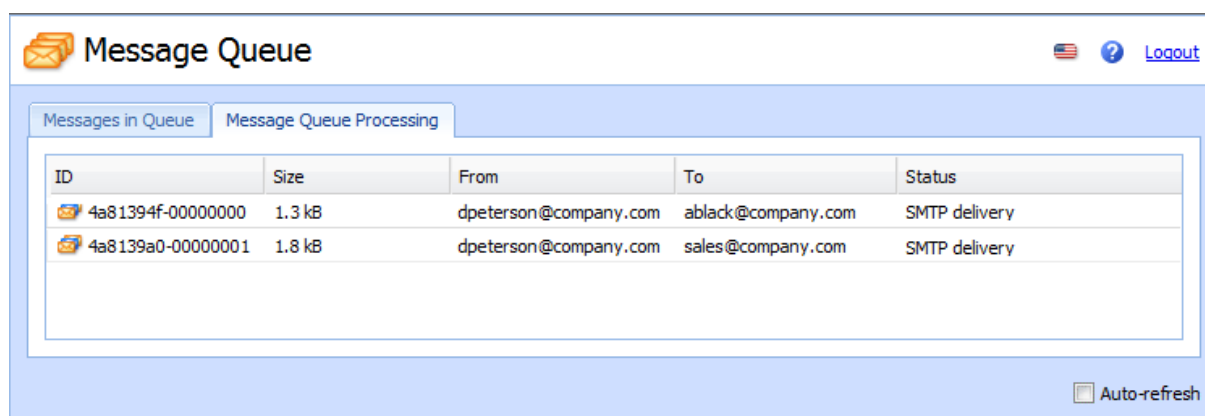 Message Queue
? Logout
Messages in Queue Message Queue Processing
ID Size From To Status
4a81394f-00000000 1.3 kB dpeterson@company.com ablack@company.com SMTP delivery
4a8139a0-00000001 1.8 kB dpeterson@company.com sales@company.com SMTP delivery
Auto-refresh